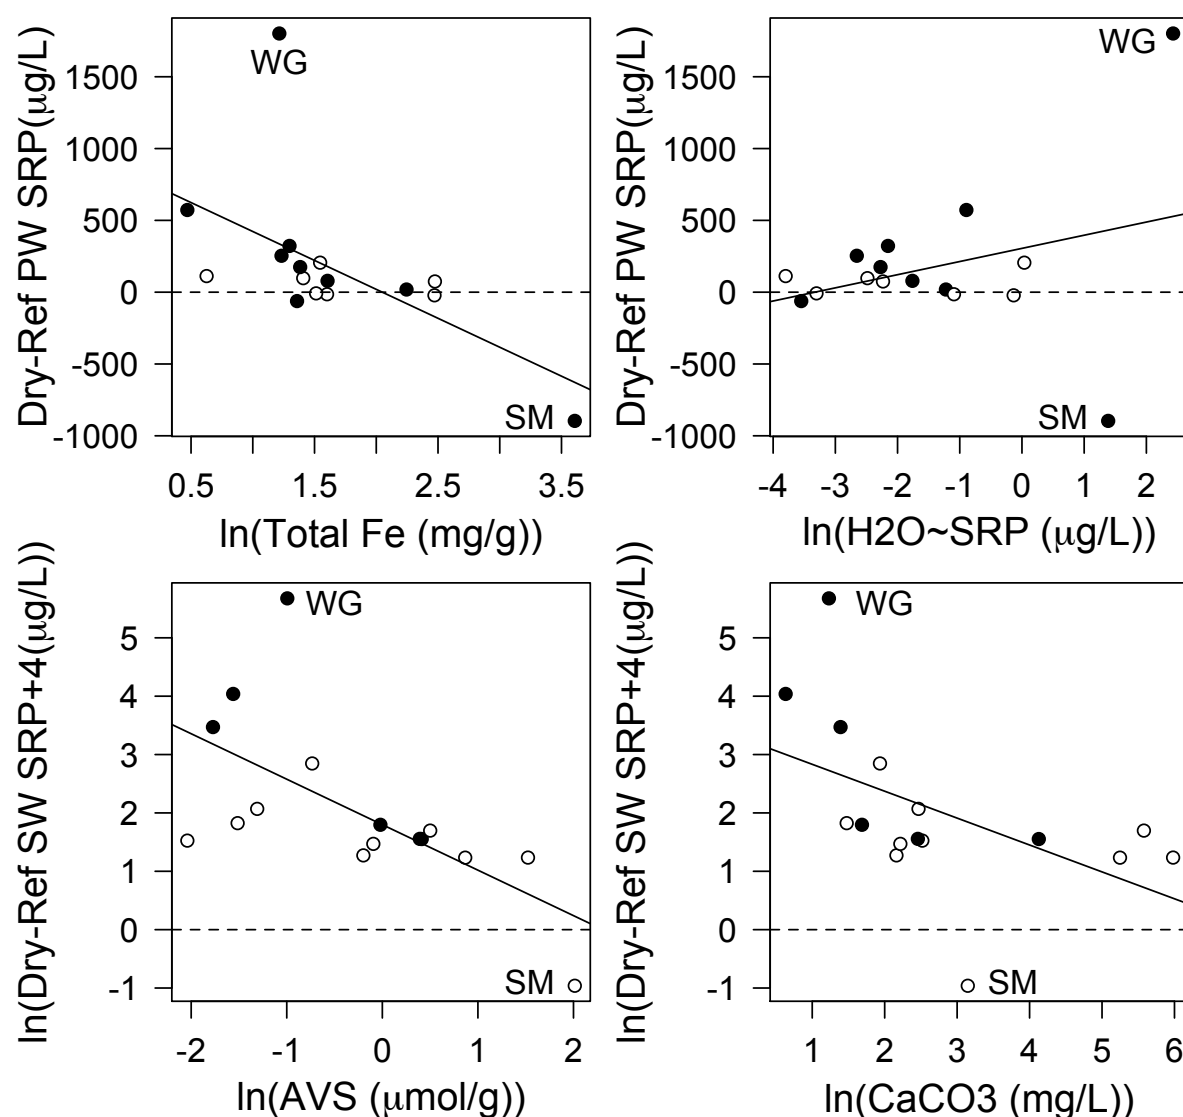 Dry-Ref PW SRP(μg/L)
1500
1000
500
0
-500
-1000
WG
SM
0.5 1.5 2.5 3.5
ln(Total Fe (mg/g))
Dry-Ref PW SRP(μg/L)
1500
1000
500
0
-500
-1000
WG
SM
-4 -3 -2 -1 0 1 2
ln(H2O~SRP (μg/L))
ln(Dry-Ref SW SRP+4(μg/L))
5
4
3
2
1
0
-1
WG
SM
-2 -1 0 1 2
ln(AVS (μmol/g))
ln(Dry-Ref SW SRP+4(μg/L))
5
4
3
2
1
0
-1
WG
SM
1 2 3 4 5 6
ln(CaCO3 (mg/L))